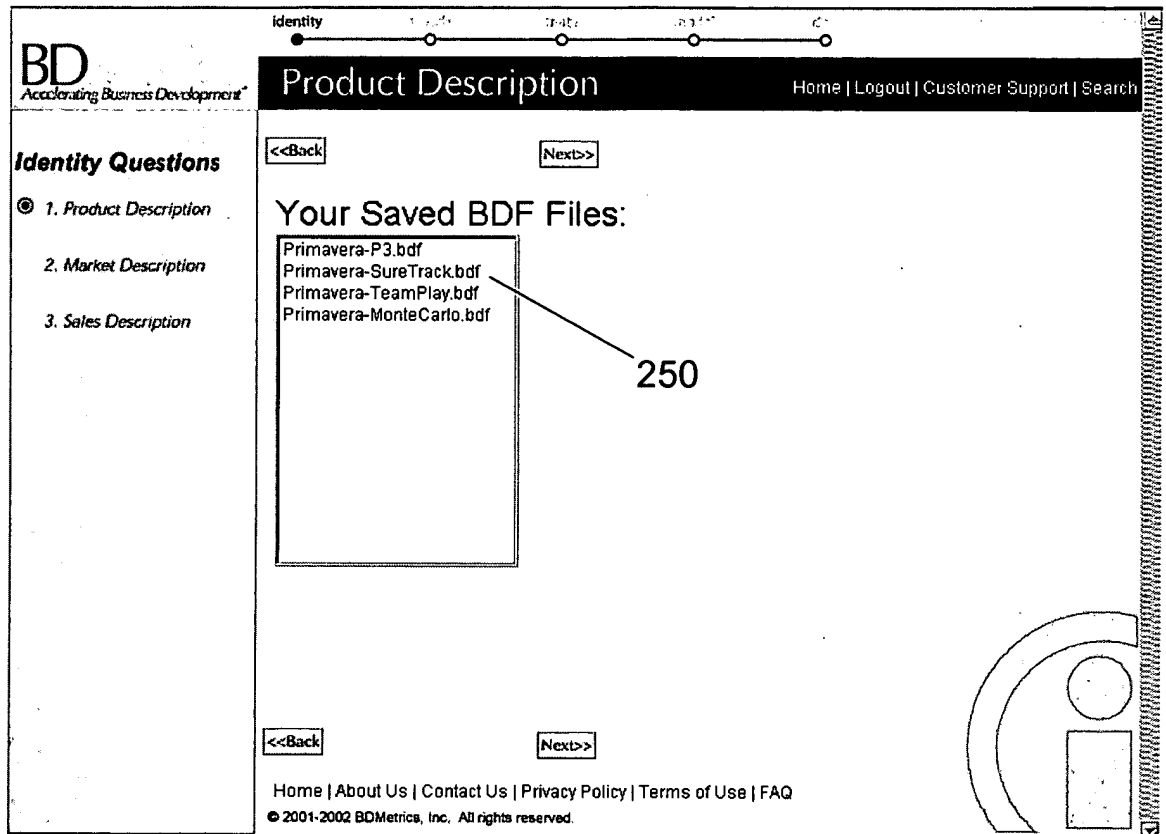 identity
BD
Accelerating Business Development
Product Description
Home | Logout | Customer Support | Search
Identity Questions
1. Product Description
2. Market Description
3. Sales Description
<<Back
Next>>
Your Saved BDF Files:
Primavera-P3.bdf
Primavera-SureTrack.bdf
Primavera-TeamPlay.bdf
Primavera-MonteCarlo.bdf
250
<<Back
Next>>
Home | About Us | Contact Us | Privacy Policy | Terms of Use | FAQ
© 2001-2002 BDMetrics, Inc. All rights reserved.